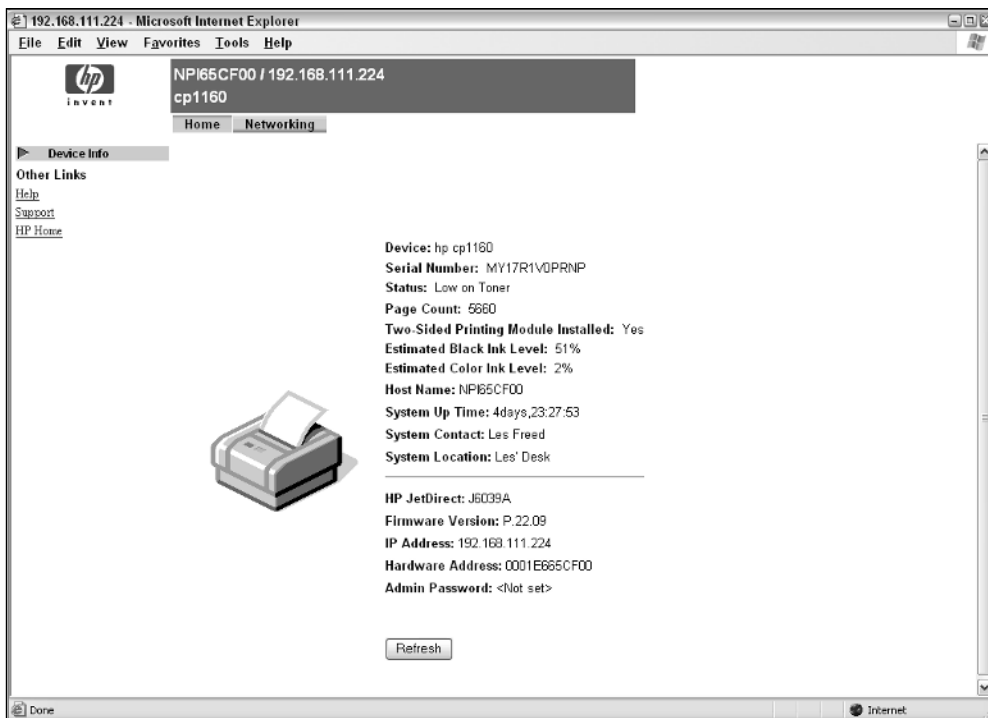 192.168.111.224 - Microsoft Internet Explorer
File Edit View Favorites Tools Help
hp
invent
NPI65CF00 / 192.168.111.224
cp1160
Home Networking
Device Info
Other Links
Help
Support
HP Home
Device: hp cp1160
Serial Number: MY17R1V0PRNP
Status: Low on Toner
Page Count: 5660
Two-Sided Printing Module Installed: Yes
Estimated Black Ink Level: 51%
Estimated Color Ink Level: 2%
Host Name: NPI65CF00
System Up Time: 4days,23:27:53
System Contact: Les Freed
System Location: Les' Desk
HP JetDirect: J6039A
Firmware Version: P.22.09
IP Address: 192.168.111.224
Hardware Address: 0001E665CF00
Admin Password: <Not set>
Refresh
Done
Internet